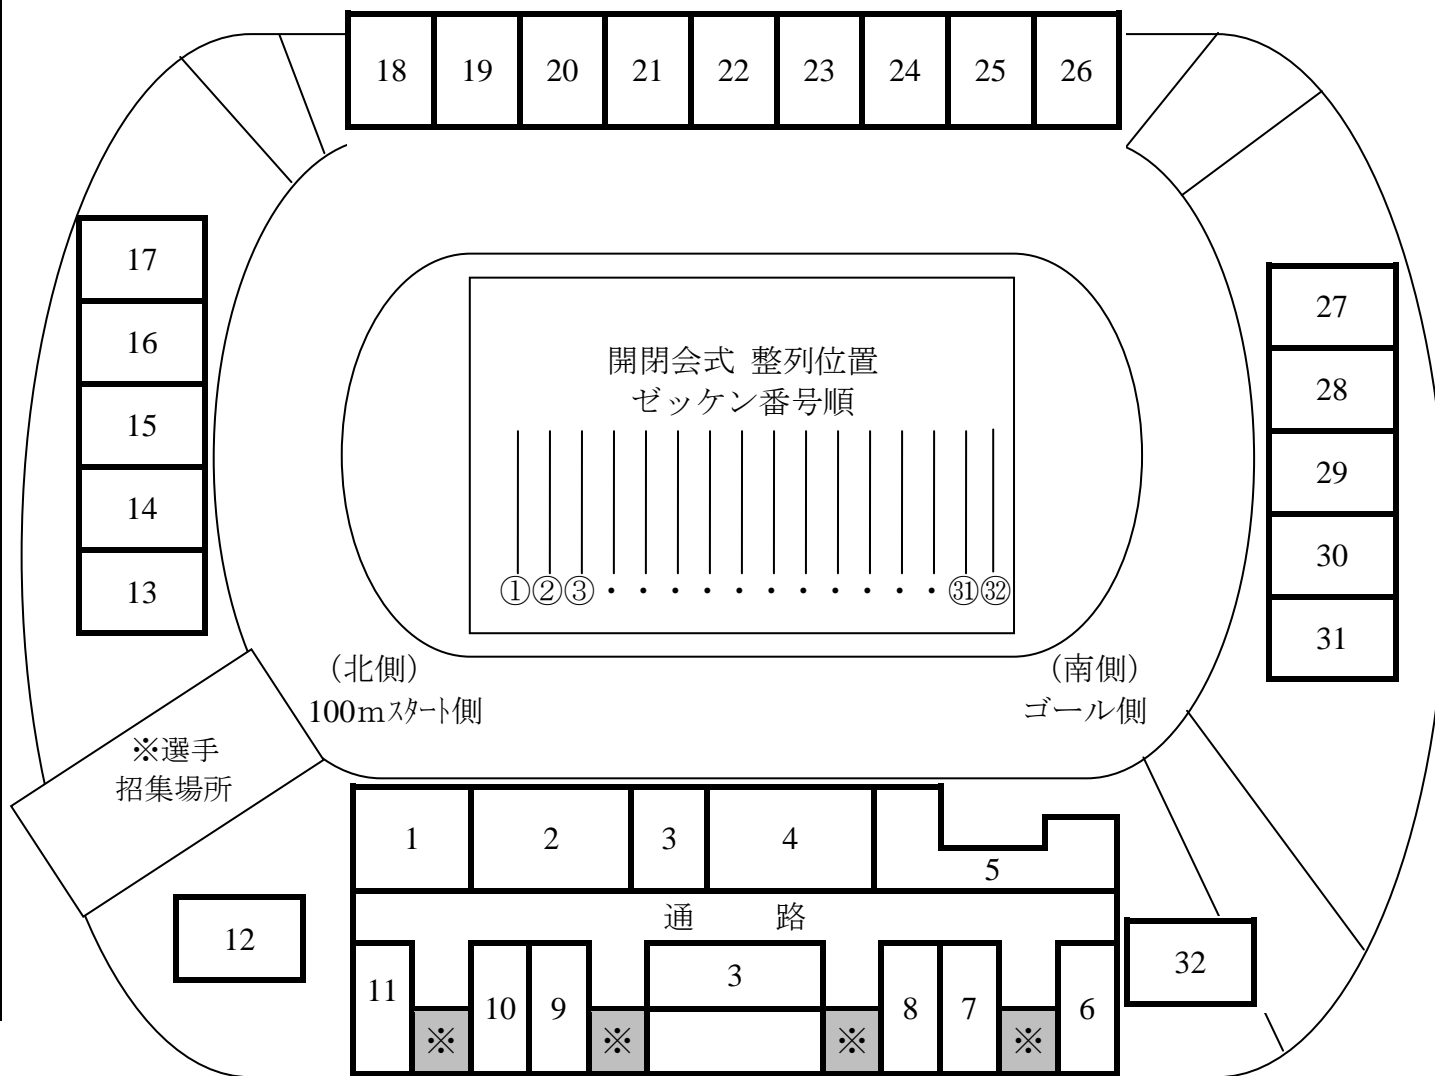 18 19 20 21 22 23 24 25 26
17
16
15
14
13
開閉会式 整列位置
ゼッケン番号順
①②③・・・・・・・・・・・㉛㉜
27
28
29
30
31
(北側)
100mスタート側
(南側)
ゴール側
※選手
招集場所
1 2 3 4 5
通 路
12
11 ※ 10 9 ※ 3 ※ 8 7 ※ 6
32